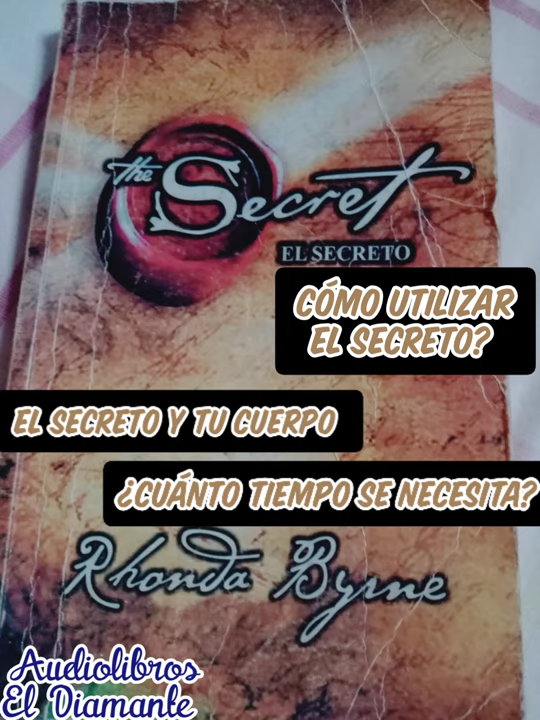 the Secret
EL SECRETO
CÓMO UTILIZAR
EL SECRETO?
EL SECRETO Y TU CUERPO
¿CUÁNTO TIEMPO SE NECESITA?
Rhonda Byrne
Audiolibros
El Diamante